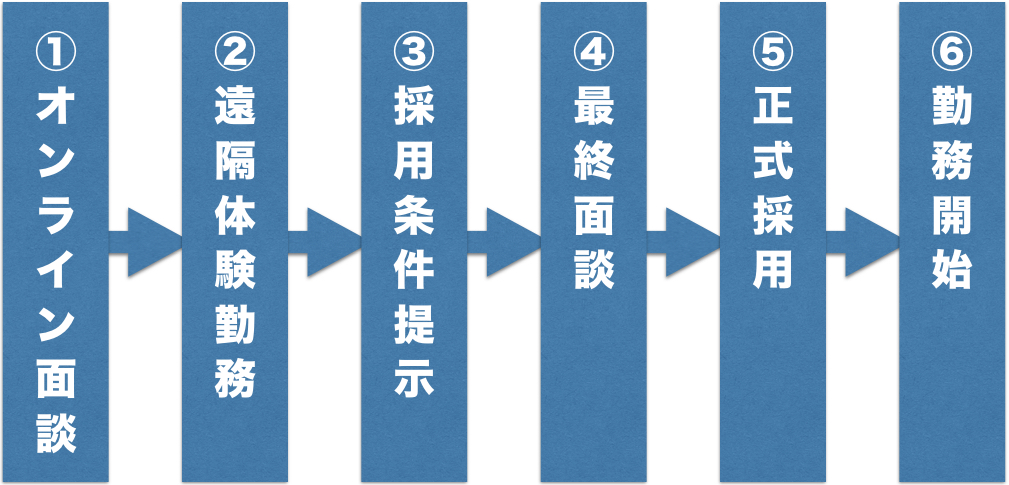 ①オンライン面談
②遠隔体験勤務
③採用条件提示
④最終面談
⑤正式採用
⑥勤務開始